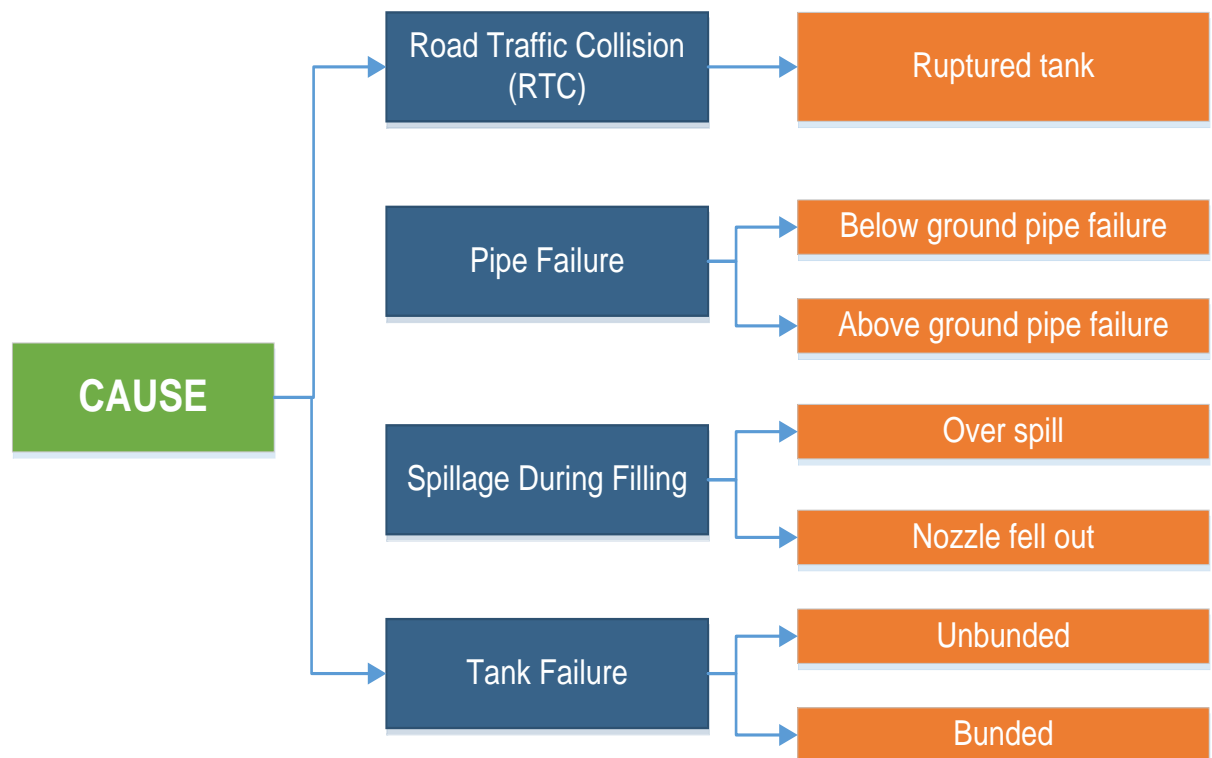 CAUSE
Road Traffic Collision
(RTC)
Ruptured tank
Pipe Failure
Below ground pipe failure
Above ground pipe failure
Spillage During Filling
Over spill
Nozzle fell out
Tank Failure
Unbunded
Bunded